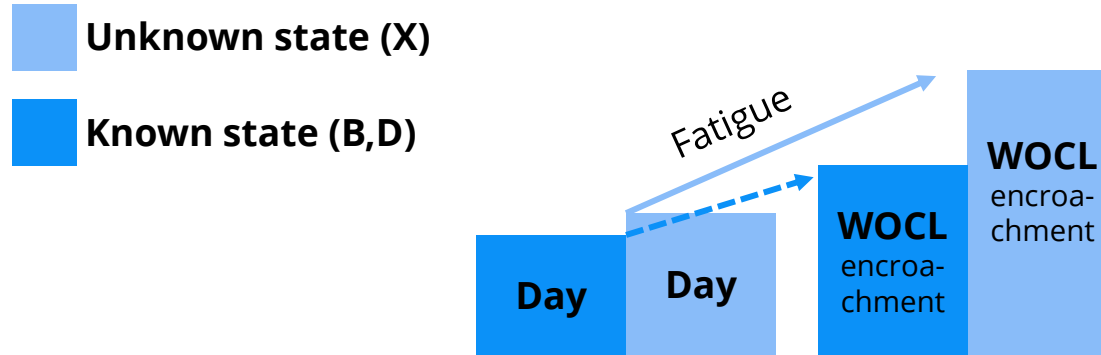 Unknown state (X)
Known state (B,D)
Fatigue
Day
Day
WOCL
encroa-
chment
WOCL
encroa-
chment